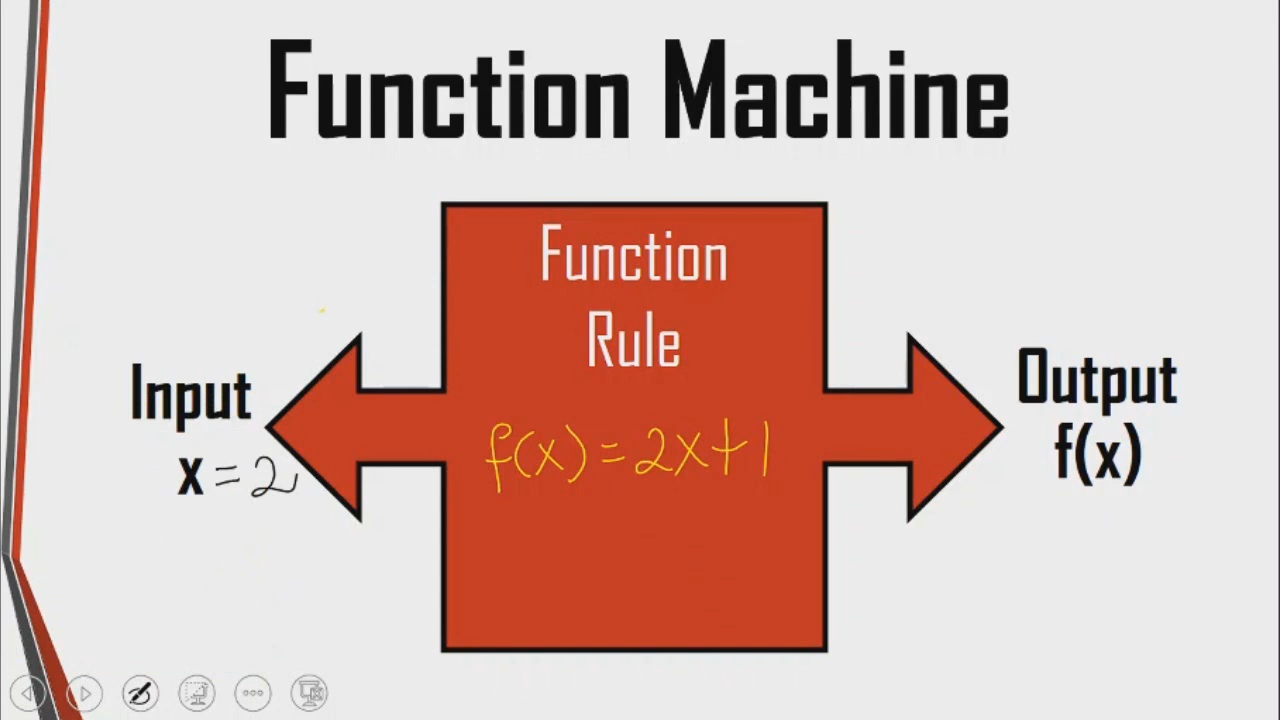 Function Machine
Function
Rule
f(x) = 2x + 1
Input
x = 2
Output
f(x)